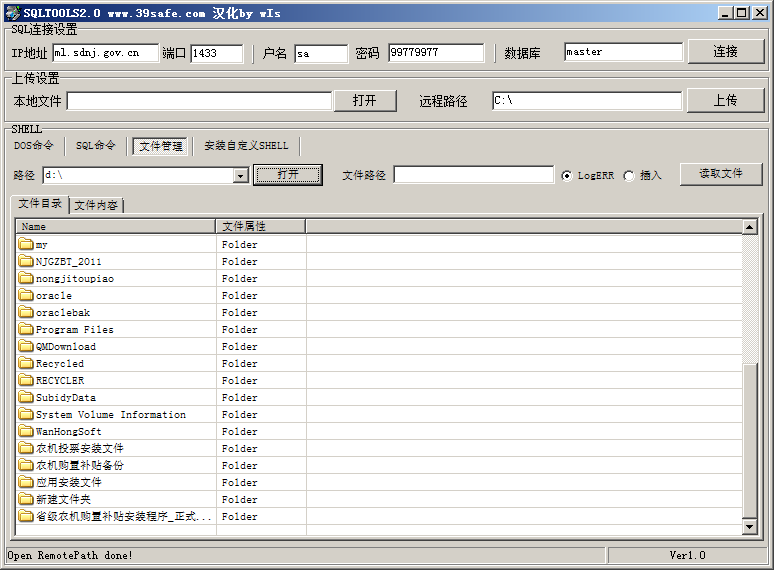 SQLTOOLS2.0 www.39safe.com 汉化by wIs
SQL连接设置
IP地址 ml.sdnj.gov.cn 端口 1433 户名 sa 密码 99779977 数据库 master 连接
上传设置
本地文件 打开 远程路径 C:\ 上传
SHELL
DOS命令 SQL命令 文件管理 安装自定义SHELL
路径 d:\ 打开 文件路径 LogERR 插入 读取文件
文件目录 文件内容
Name 文件属性
my Folder
NJGZBT_2011 Folder
nongjitoupiao Folder
oracle Folder
oraclebak Folder
Program Files Folder
QMDownload Folder
Recycled Folder
RECYCLER Folder
SubidyData Folder
System Volume Information Folder
WanHongSoft Folder
农机投票安装文件 Folder
农机购置补贴备份 Folder
应用安装文件 Folder
新建文件夹 Folder
省级农机购置补贴安装程序_正式... Folder
Open RemotePath done! Ver1.0